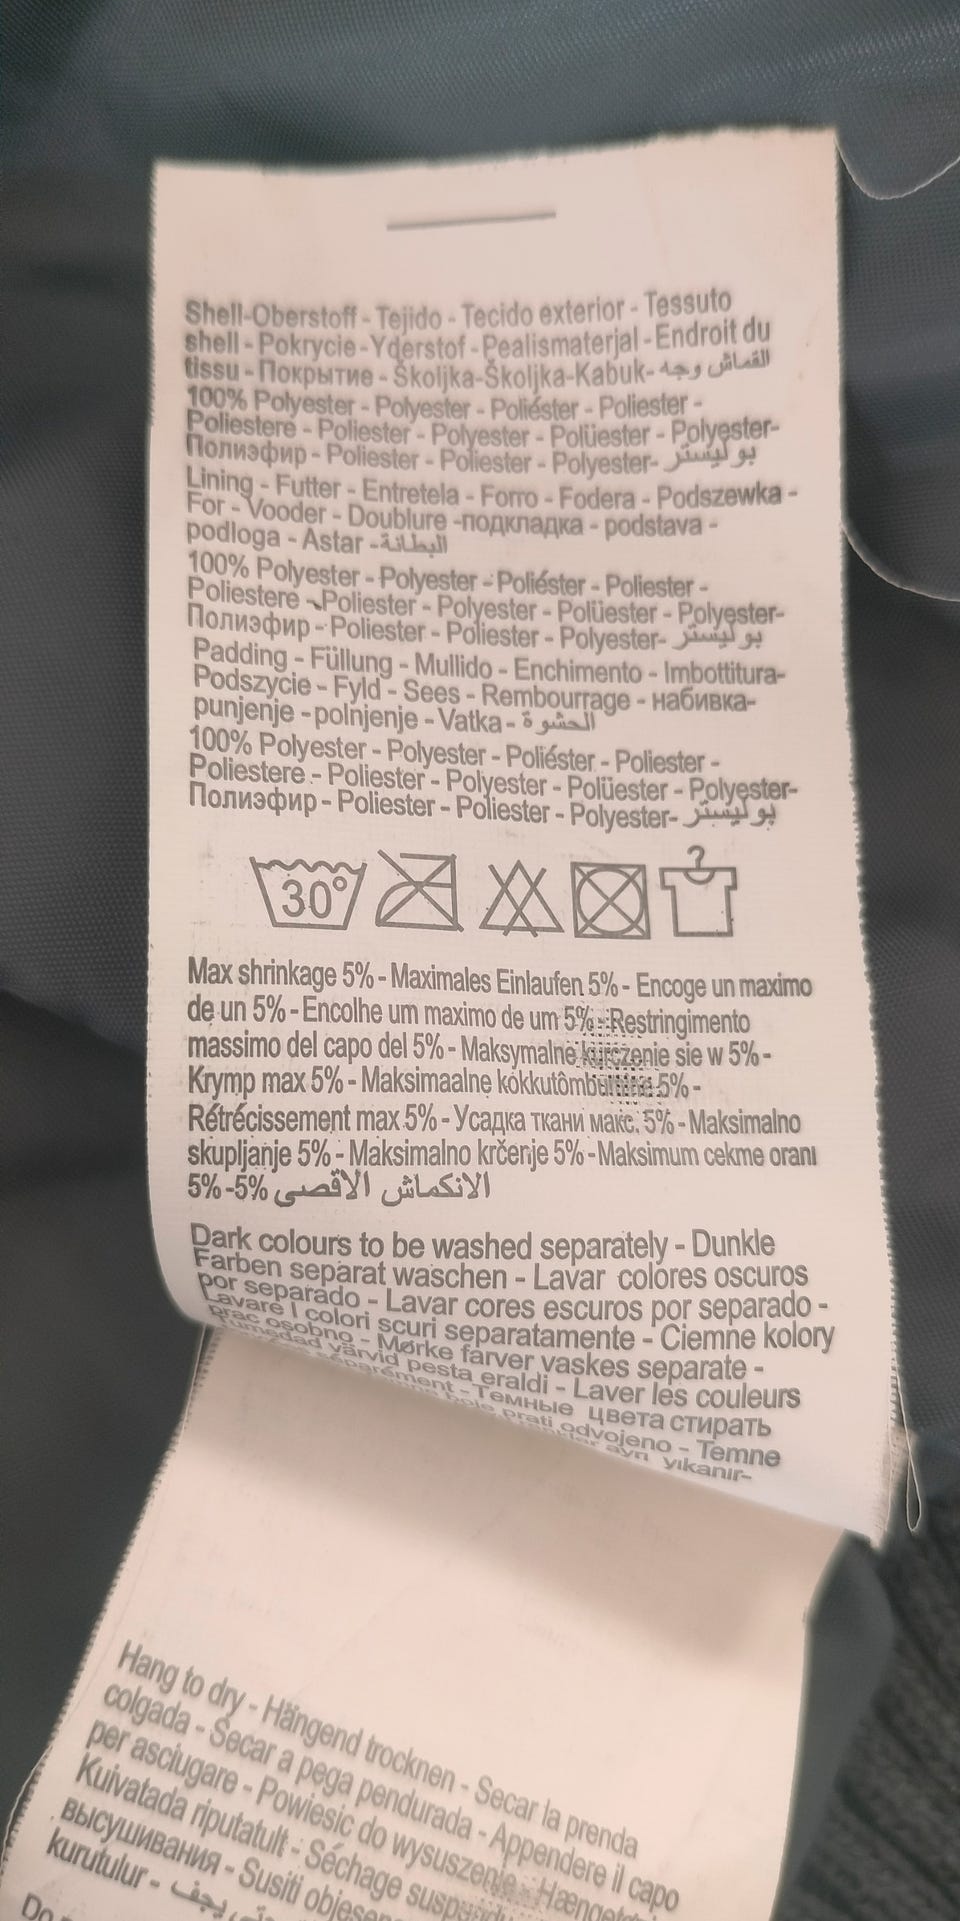 Shell-Oberstoff - Tejido - Tecido exterior - Tessuto
shell - Pokrycie -Yderstof -Pealismaterjal -Endroit du
tissu - Покрытие - Školjka-Školjka-Kabuk- القماش وجه
100% Polyester - Polyester - Poliéster - Poliester -
Poliestere - Poliester - Polyester - Polüester - Polyester-
Полиэфир - Poliester - Poliester - Polyester- بوليستر
Lining - Futter - Entretela - Forro - Fodera - Podszewka -
For - Vooder - Doublure -подкладка - podstava -
podloga - Astar -البطانة
100% Polyester - Polyester - Poliéster - Poliester -
Poliestere - Poliester - Polyester - Polüester - Polyester-
Полиэфир - Poliester - Poliester - Polyester- بوليستر
Padding - Füllung - Mullido - Enchimento - Imbottitura-
Podszycie - Fyld - Sees - Rembourrage - набивка-
punjenje -polnjenje - Vatka - الحشوة
100% Polyester - Polyester - Poliéster - Poliester -
Poliestere - Poliester - Polyester - Polüester - Polyester-
Полиэфир - Poliester - Poliester - Polyester- بوليستر
30°
Max shrinkage 5% - Maximales Einlaufen 5% - Encoge un maximo
de un 5% - Encolhe um maximo de um 5% - Restringimento
massimo del capo del 5% - Maksymalne kurczenie sie w 5% -
Krymp max 5% - Maksimaalne 5% -
Rétrécissement max 5% - Усадка ткани макс. 5% - Maksimalno
skupljanje 5% - Maksimalno krčenje 5% -Maksimum cekme oranı
5% -5% الانكماش الاقصى
Dark colours to be washed separately - Dunkle
Farben separat waschen - Lavar colores oscuros
por separado - Lavar cores escuros por separado -
Lavare I colori scuri separatamente - Ciemne kolory
prac osobno - Mørke farver vaskes separate -
Tumedad värvid pesta eraldi - Laver les couleurs
séparément - Темные цвета стирать
prati odvojeno - Temne
ayrı yıkanır-
Hang to dry - Hängend trocknen - Secar la prenda
colgada - Secar a pega pendurada - Appendere il capo
per asciugare - Powiesic do wysuszenie -
Kuivatada riputatult - Séchage
высушивания - Susiti
kurutulur -
Do